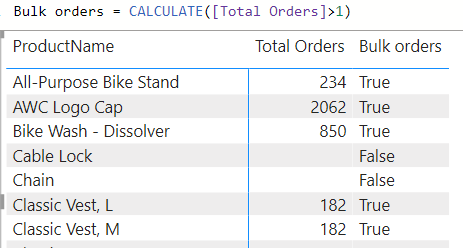 Bulk orders = CALCULATE([Total Orders]>1)
ProductName Total Orders Bulk orders
All-Purpose Bike Stand 234 True
AWC Logo Cap 2062 True
Bike Wash - Dissolver 850 True
Cable Lock False
Chain False
Classic Vest, L 182 True
Classic Vest, M 182 True